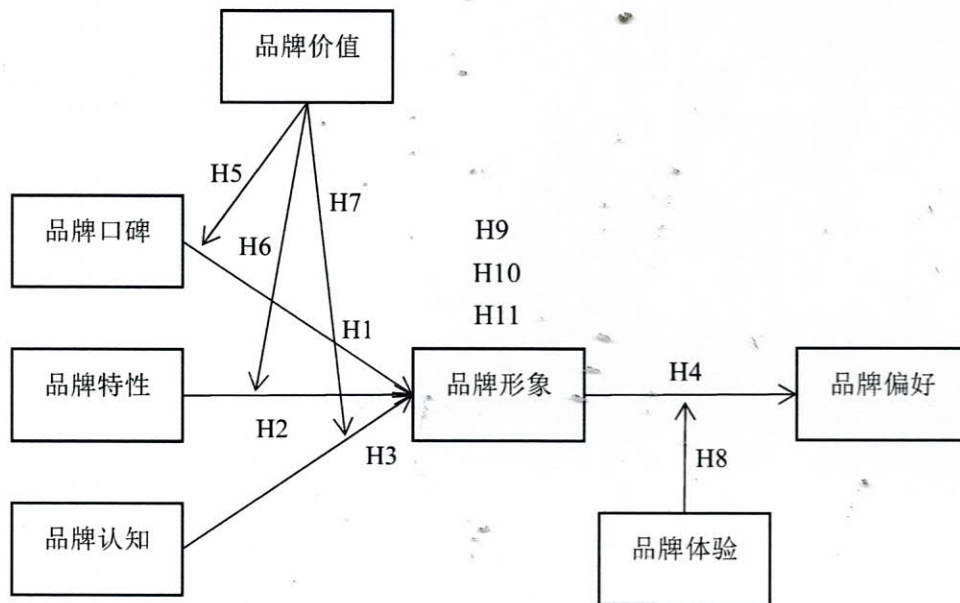 品牌价值
H5
H7
品牌口碑
H6
H9
H10
H11
H1
品牌特性
品牌形象
H4
品牌偏好
H2
H3
H8
品牌认知
品牌体验